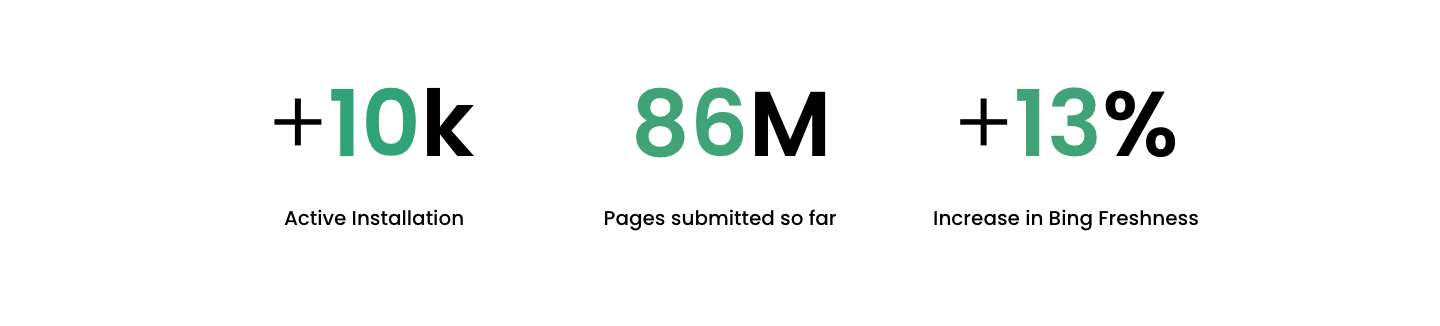 +10k 86M +13%
Active Installation Pages submitted so far Increase in Bing Freshness